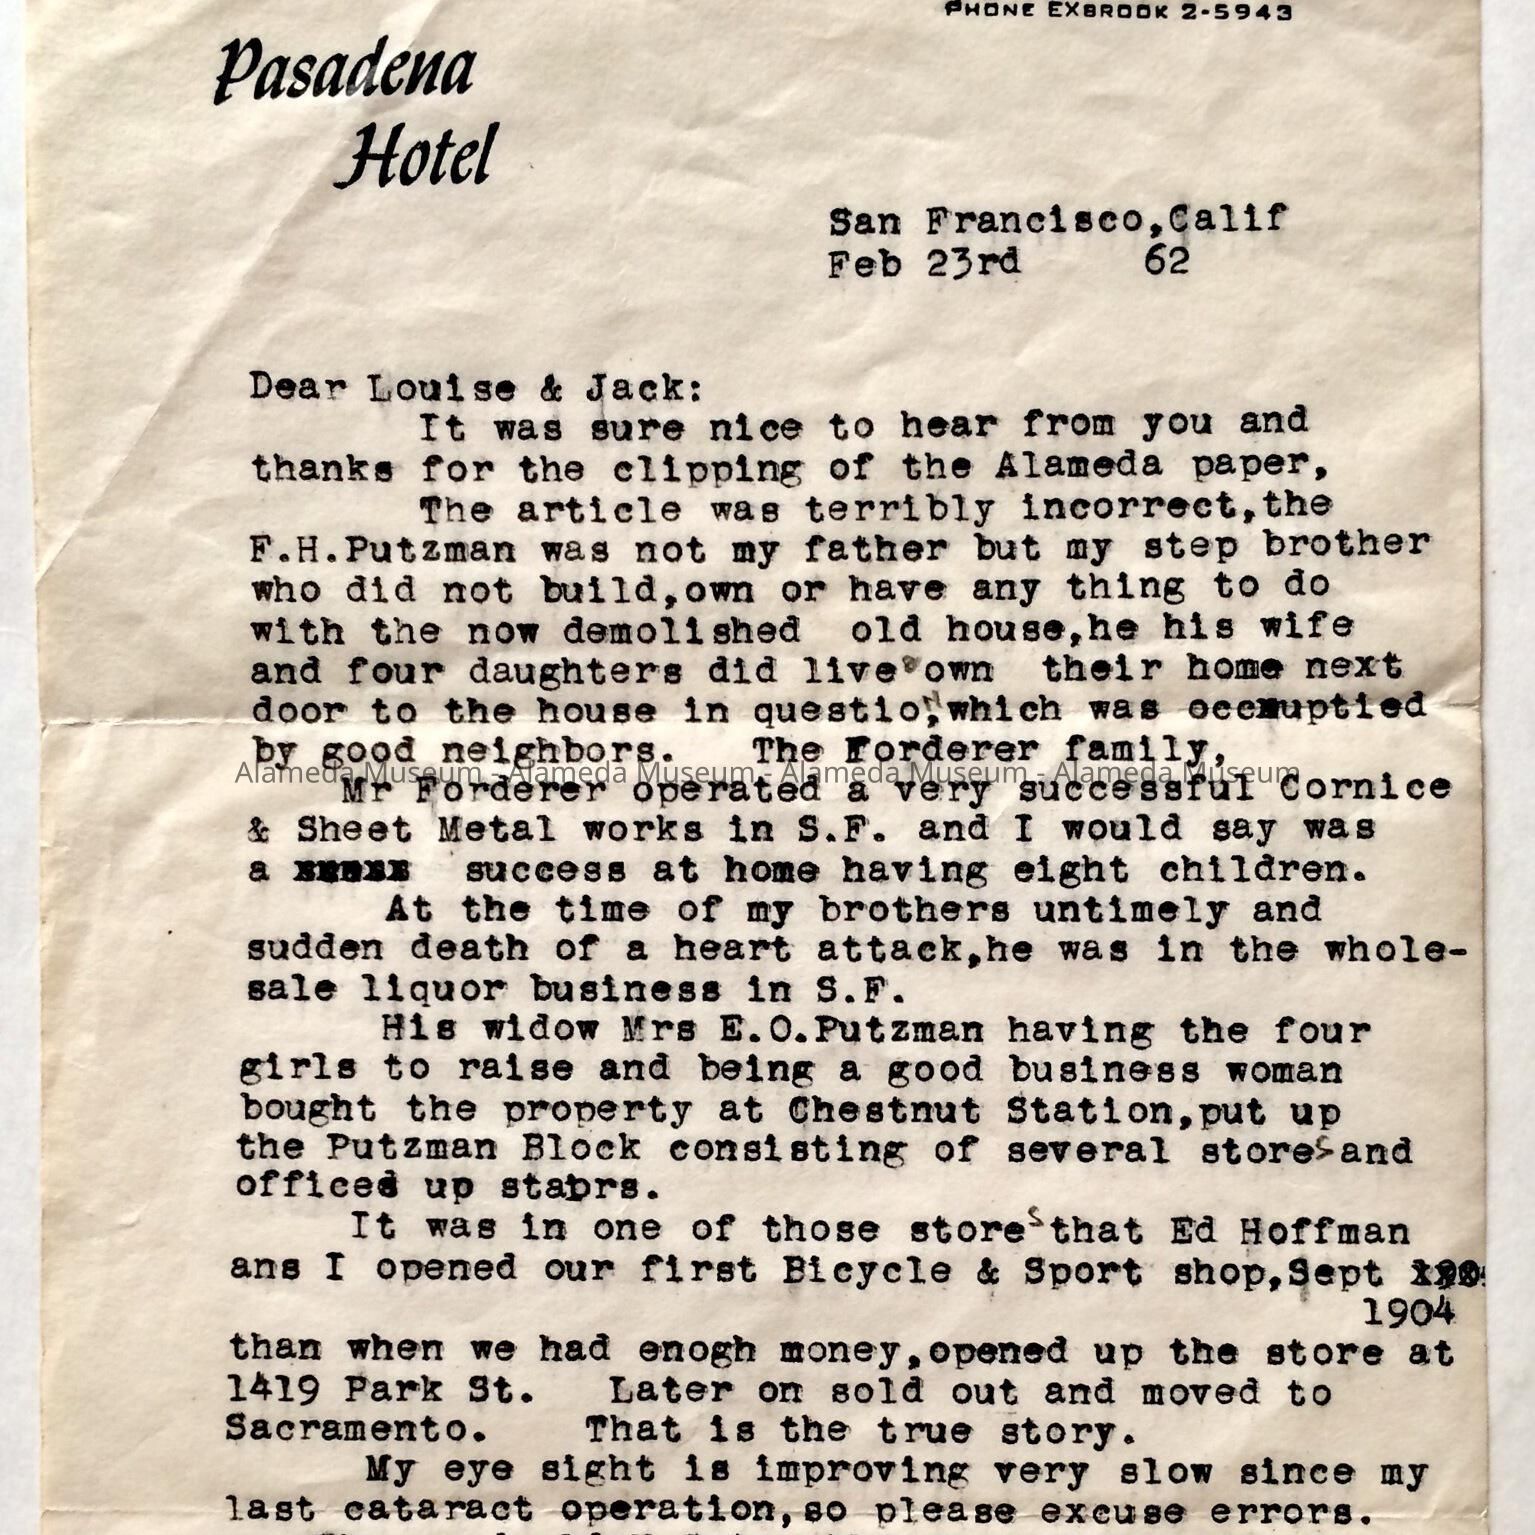 PHONE EXBROOK 2-5943
Pasadena
Hotel
San Francisco,Calif
Feb 23rd 62
Dear Louise & Jack:
It was sure nice to hear from you and
thanks for the clipping of the Alameda paper,
The article was terribly incorrect,the
F.H.Putzman was not my father but my step brother
who did not build,own or have any thing to do
with the now demolished old house,he his wife
and four daughters did live own their home next
door to the house in questio,which was occuptied
by good neighbors. The Forderer family,
Alameda Museum - Alameda Museum - Alameda Museum - Alameda Museum
Mr Forderer operated a very successful Cornice
& Sheet Metal works in S.F. and I would say was
a success at home having eight children.
At the time of my brothers untimely and
sudden death of a heart attack,he was in the whole-
sale liquor business in S.F.
His widow Mrs E.O.Putzman having the four
girls to raise and being a good business woman
bought the property at Chestnut Station,put up
the Putzman Block consisting of several stores and
offices up stairs.
It was in one of those stores that Ed Hoffman
ans I opened our first Bicycle & Sport shop,Sept
1904
than when we had enogh money,opened up the store at
1419 Park St. Later on sold out and moved to
Sacramento. That is the true story.
My eye sight is improving very slow since my
last cataract operation,so please excuse errors.